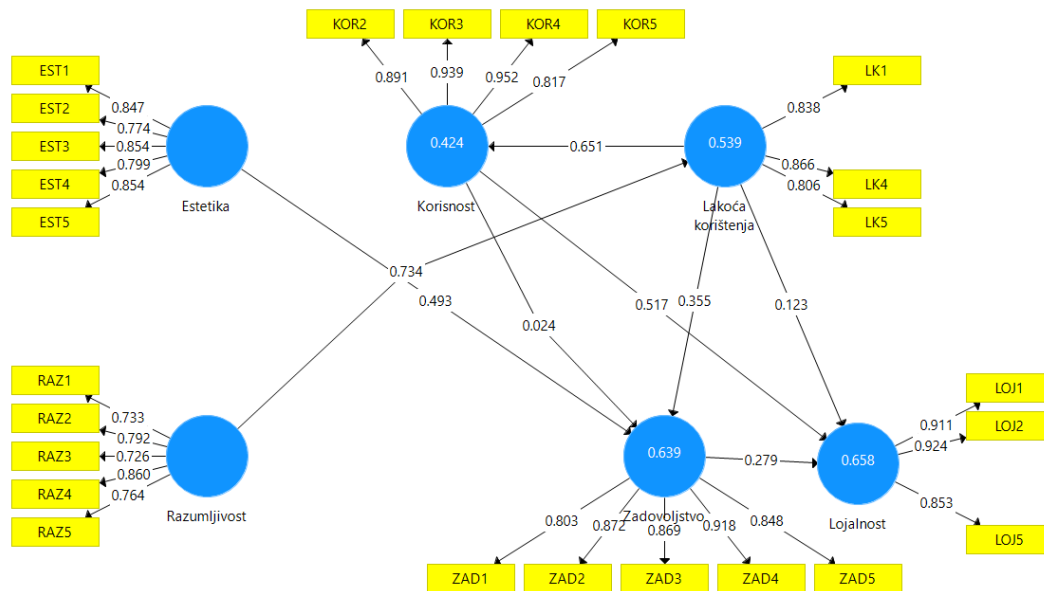 KOR2
KOR3
KOR4
KOR5
EST1
EST2
EST3
EST4
EST5
0.847
0.774
0.854
0.799
0.854
Estetika
0.891
0.939
0.952
0.817
0.424
Korisnost
0.651
0.539
Lakoća
korištenja
0.838
0.866
0.806
LK1
LK4
LK5
0.734
0.493
0.024
0.517
0.355
0.123
RAZ1
RAZ2
RAZ3
RAZ4
RAZ5
0.733
0.792
0.726
0.860
0.764
Razumljivost
0.639
Zadovoljstvo
0.279
0.658
Lojalnost
0.911
0.924
0.853
LOJ1
LOJ2
LOJ5
0.803
0.872
0.869
0.918
0.848
ZAD1
ZAD2
ZAD3
ZAD4
ZAD5